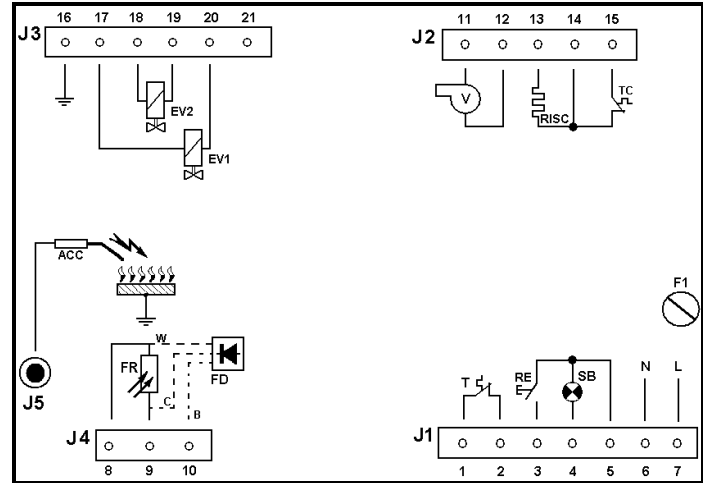 16 17 18 19 20 21
J3
EV2
EV1
11 12 13 14 15
J2
V
RISC
TC
ACC
J5
W
FR
FD
C
B
J4
8 9 10
F1
T
RE
SB
N
L
J1
1 2 3 4 5 6 7